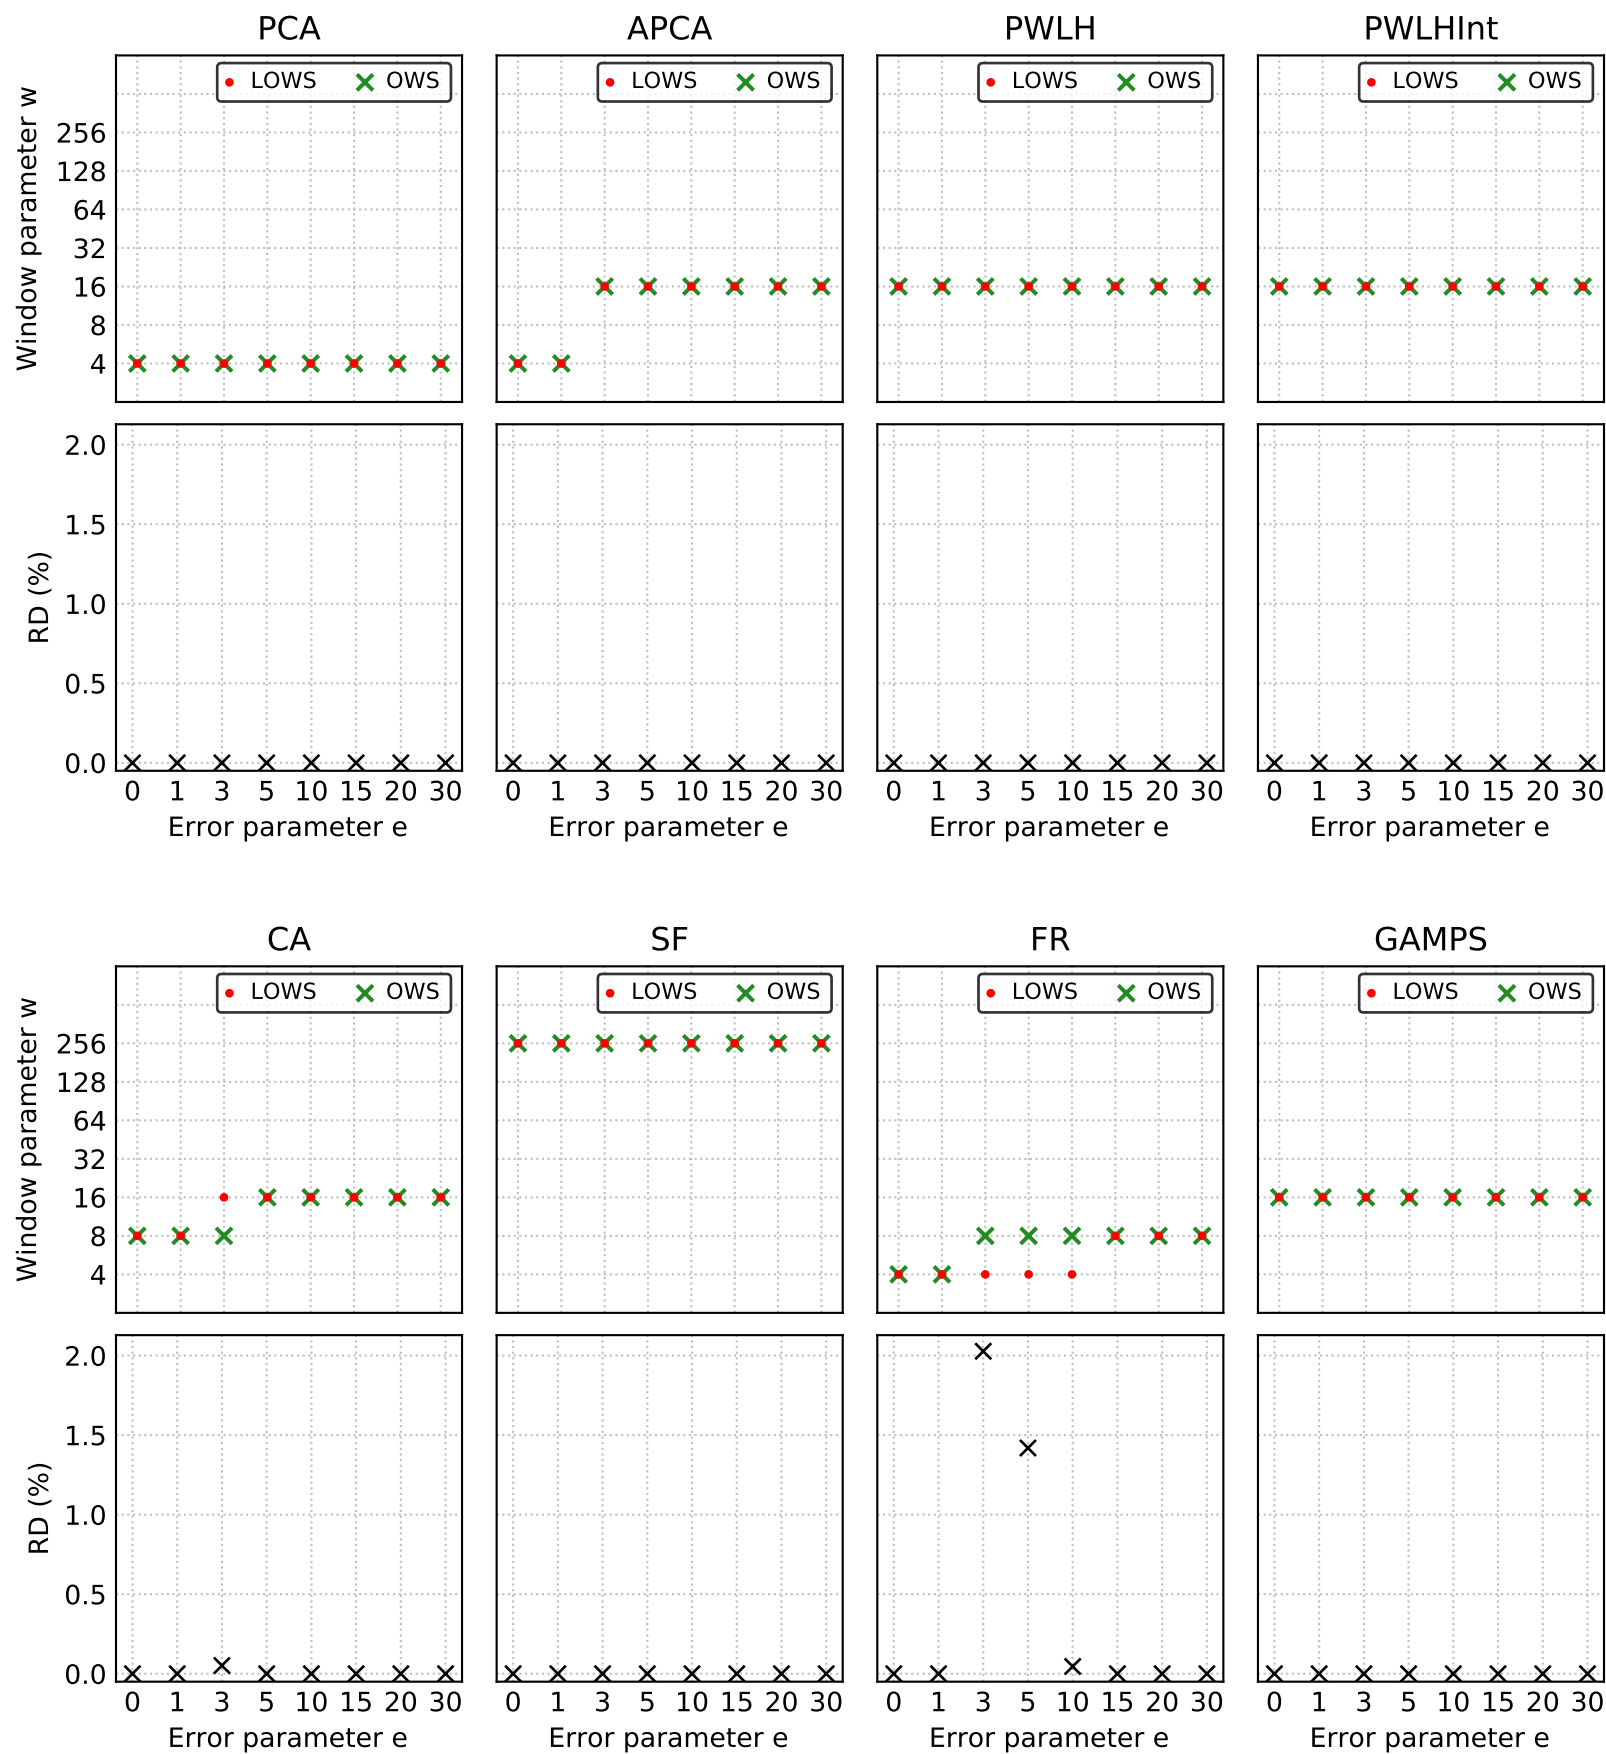 PCA APCA PWLH PWLHInt
LOWS OWS LOWS OWS LOWS OWS LOWS OWS
Window parameter w
256
128
64
32
16
8
4
RD (%)
2.0
1.5
1.0
0.5
0.0
0 1 3 5 10 15 20 30 0 1 3 5 10 15 20 30 0 1 3 5 10 15 20 30 0 1 3 5 10 15 20 30
Error parameter e Error parameter e Error parameter e Error parameter e
CA SF FR GAMPS
LOWS OWS LOWS OWS LOWS OWS LOWS OWS
Window parameter w
256
128
64
32
16
8
4
RD (%)
2.0
1.5
1.0
0.5
0.0
0 1 3 5 10 15 20 30 0 1 3 5 10 15 20 30 0 1 3 5 10 15 20 30 0 1 3 5 10 15 20 30
Error parameter e Error parameter e Error parameter e Error parameter e